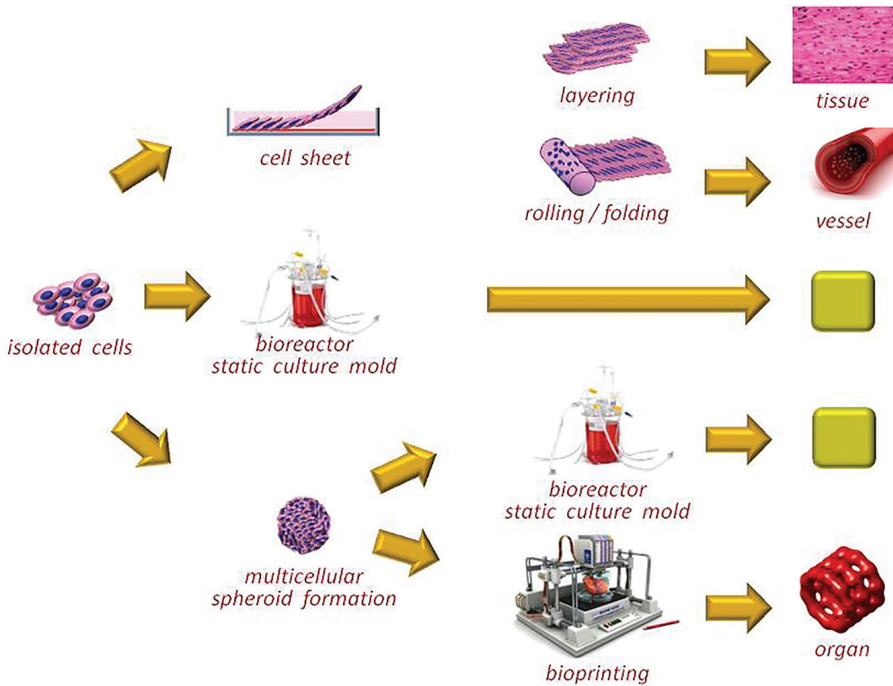 layering
tissue
cell sheet
rolling / folding
vessel
isolated cells
bioreactor
static culture mold
bioreactor
static culture mold
multicellular
spheroid formation
bioprinting
organ